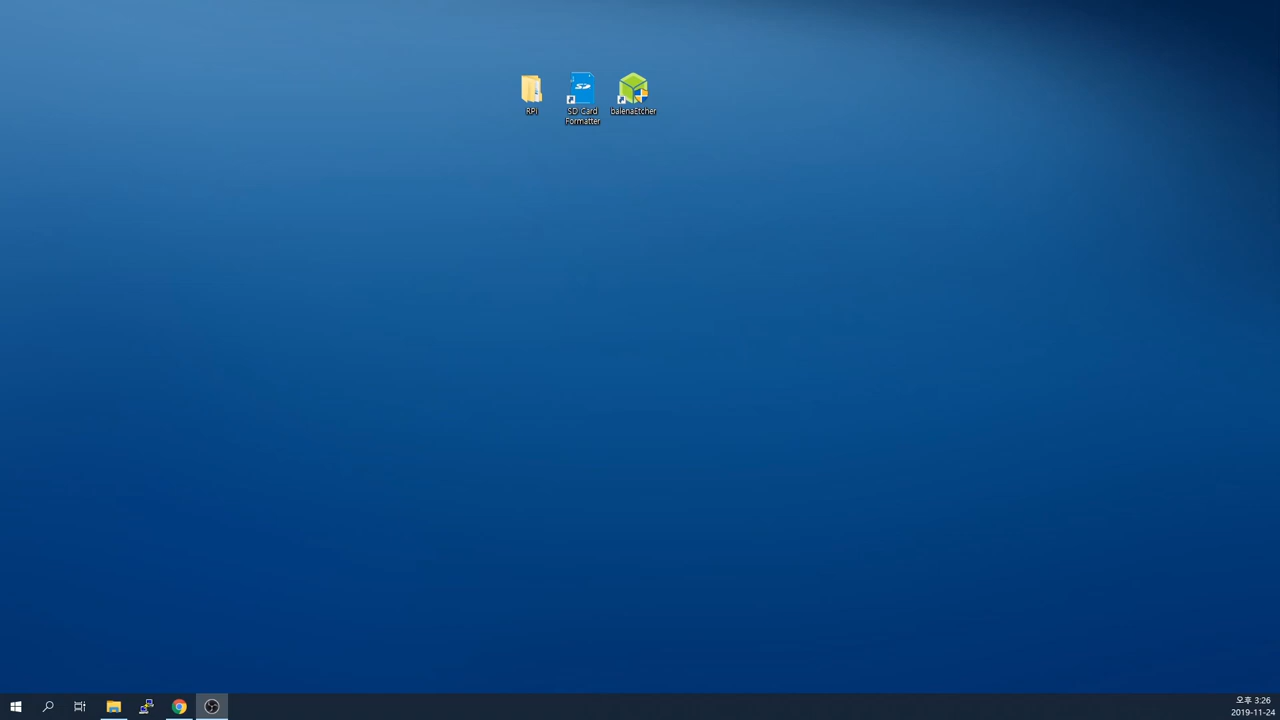 RPi
SD Card
Formatter
balenaEtcher
오후 3:26
2019-11-24